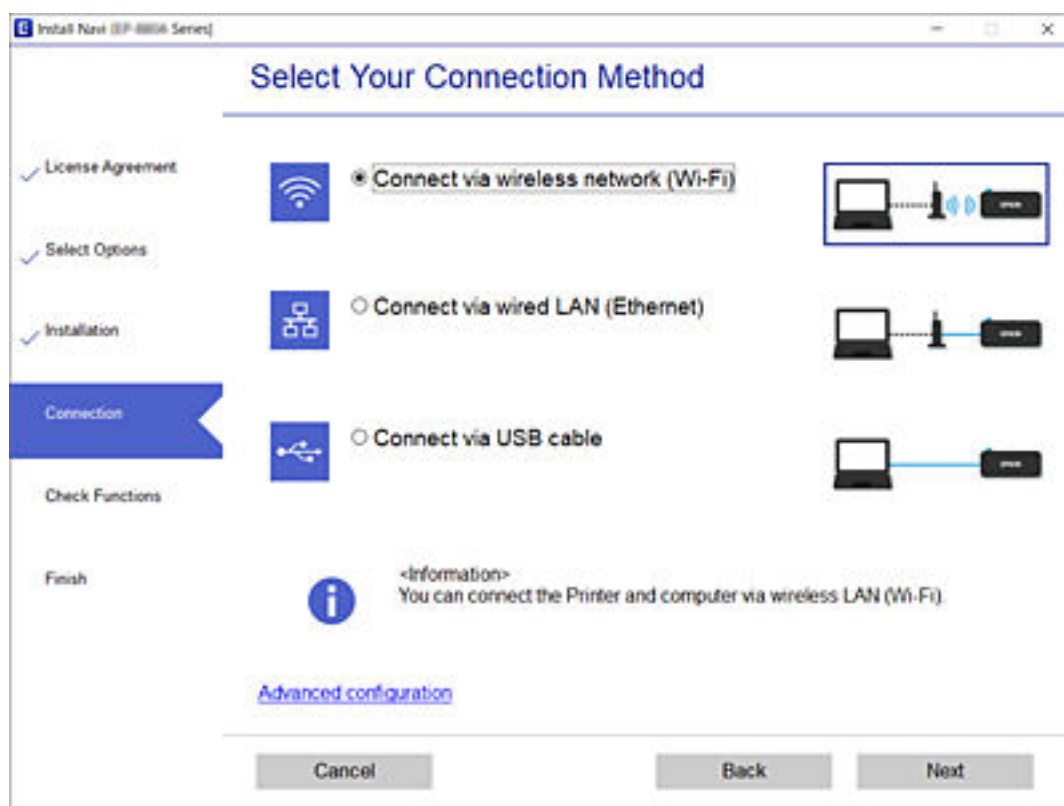 Install Navi Series]
Select Your Connection Method
License Agreement
Select Options
Installation
Connection
Check Functions
Finish
Connect via wireless network (Wi-Fi)
Connect via wired LAN (Ethernet)
Connect via USB cable
<Information>
You can connect the Printer and computer via wireless LAN (Wi-Fi).
Advanced configuration
Cancel
Back
Next